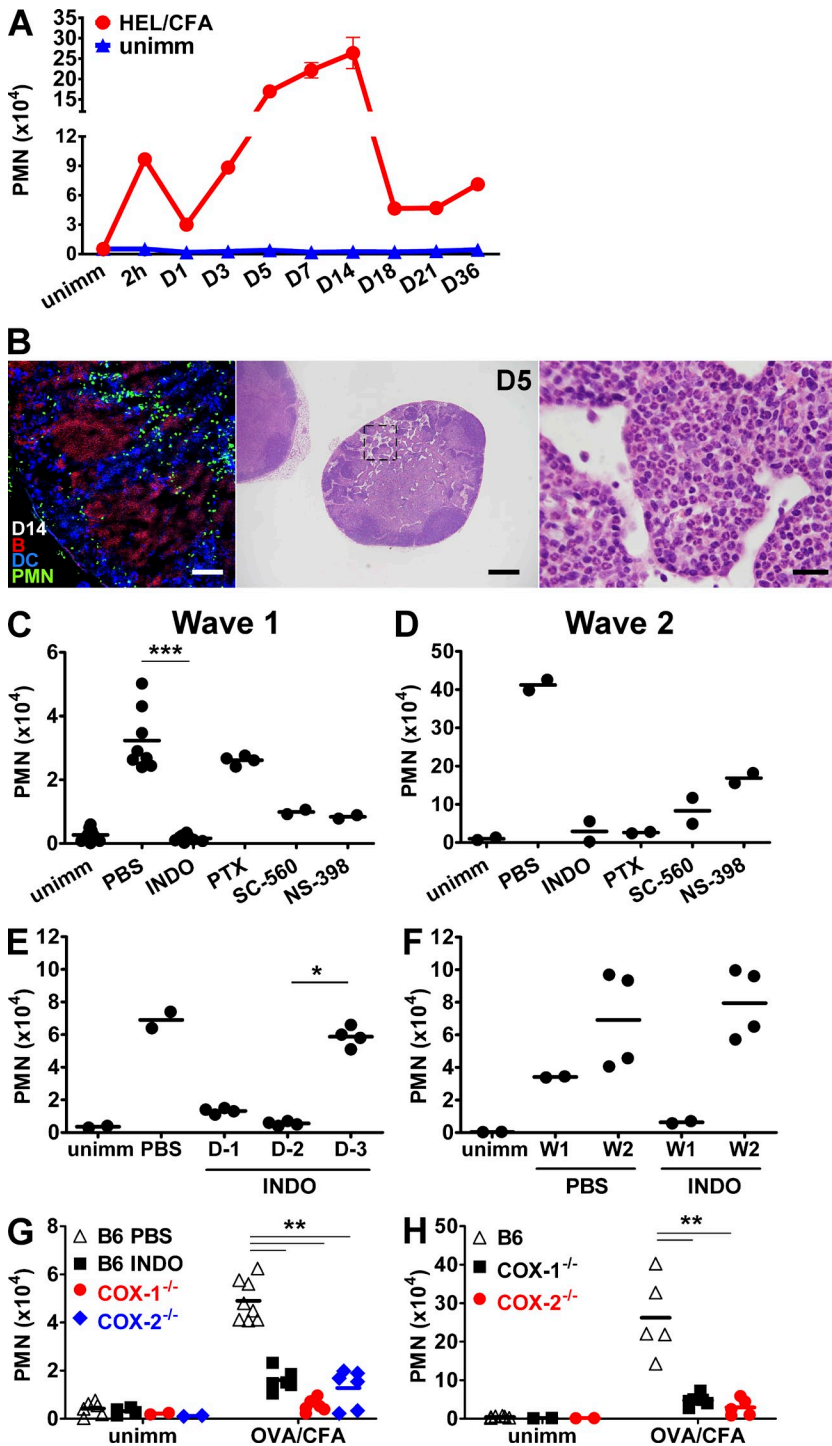 A
HEL/CFA
unimm
PMN (x10⁴)
35
30
25
20
15
12
9
6
3
0
unimm 2h D1 D3 D5 D7 D14 D18 D21 D36
B
D14
B
DC
PMN
D5
C Wave 1
PMN (x10⁴)
6
4
2
0
***
unimm PBS INDO PTX SC-560 NS-398
D Wave 2
PMN (x10⁴)
50
40
30
20
10
0
unimm PBS INDO PTX SC-560 NS-398
E
PMN (x10⁴)
12
10
8
6
4
2
0
*
unimm PBS D-1 D-2 D-3
INDO
F
PMN (x10⁴)
12
10
8
6
4
2
0
unimm W1 W2 W1 W2
PBS INDO
G
PMN (x10⁴)
8
6
4
2
0
B6 PBS
B6 INDO
COX-1⁻/⁻
COX-2⁻/⁻
**
unimm OVA/CFA
H
PMN (x10⁴)
50
40
30
20
10
0
B6
COX-1⁻/⁻
COX-2⁻/⁻
**
unimm OVA/CFA